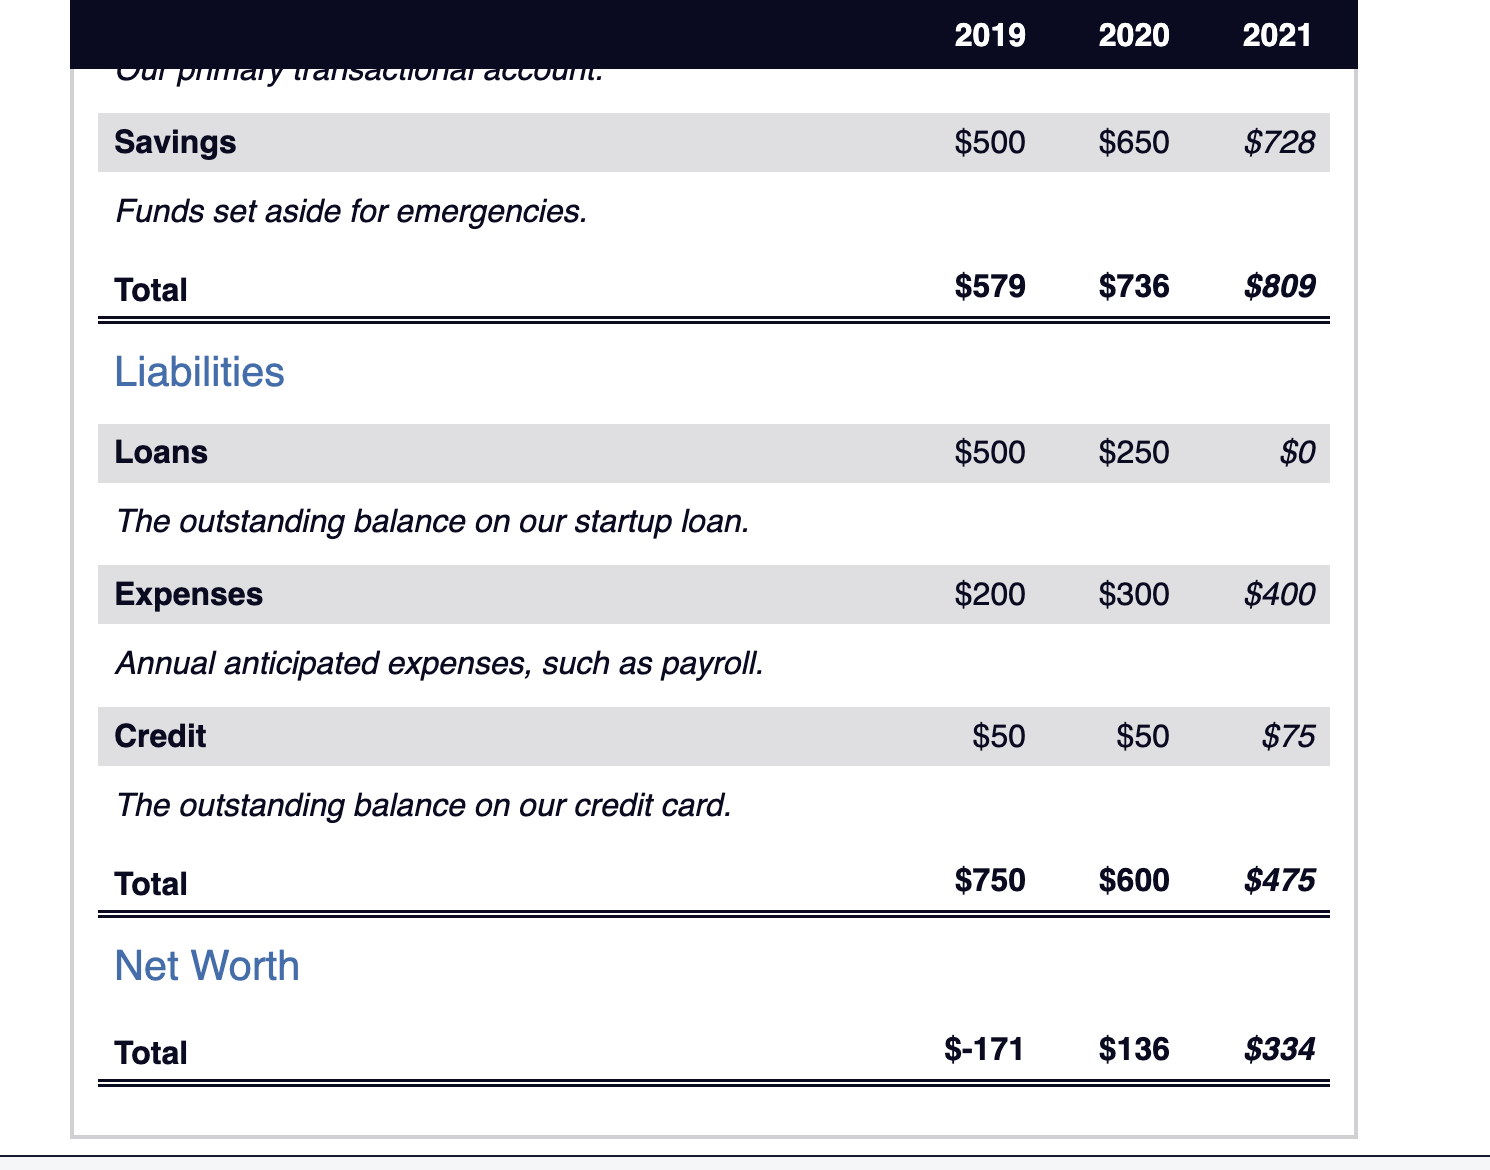 2019 2020 2021
Our primary transactional account.
Savings $500 $650 $728
Funds set aside for emergencies.
Total $579 $736 $809
Liabilities
Loans $500 $250 $0
The outstanding balance on our startup loan.
Expenses $200 $300 $400
Annual anticipated expenses, such as payroll.
Credit $50 $50 $75
The outstanding balance on our credit card.
Total $750 $600 $475
Net Worth
Total $-171 $136 $334